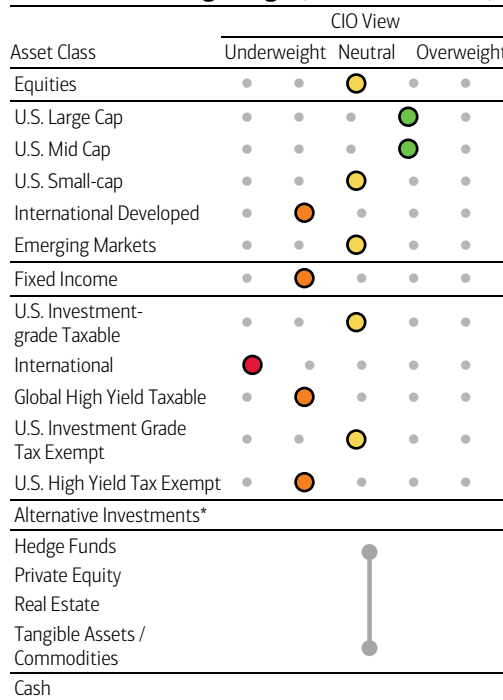 CIO View
Asset Class Underweight Neutral Overweight
Equities
U.S. Large Cap
U.S. Mid Cap
U.S. Small-cap
International Developed
Emerging Markets
Fixed Income
U.S. Investment-
grade Taxable
International
Global High Yield Taxable
U.S. Investment Grade
Tax Exempt
U.S. High Yield Tax Exempt
Alternative Investments*
Hedge Funds
Private Equity
Real Estate
Tangible Assets /
Commodities
Cash